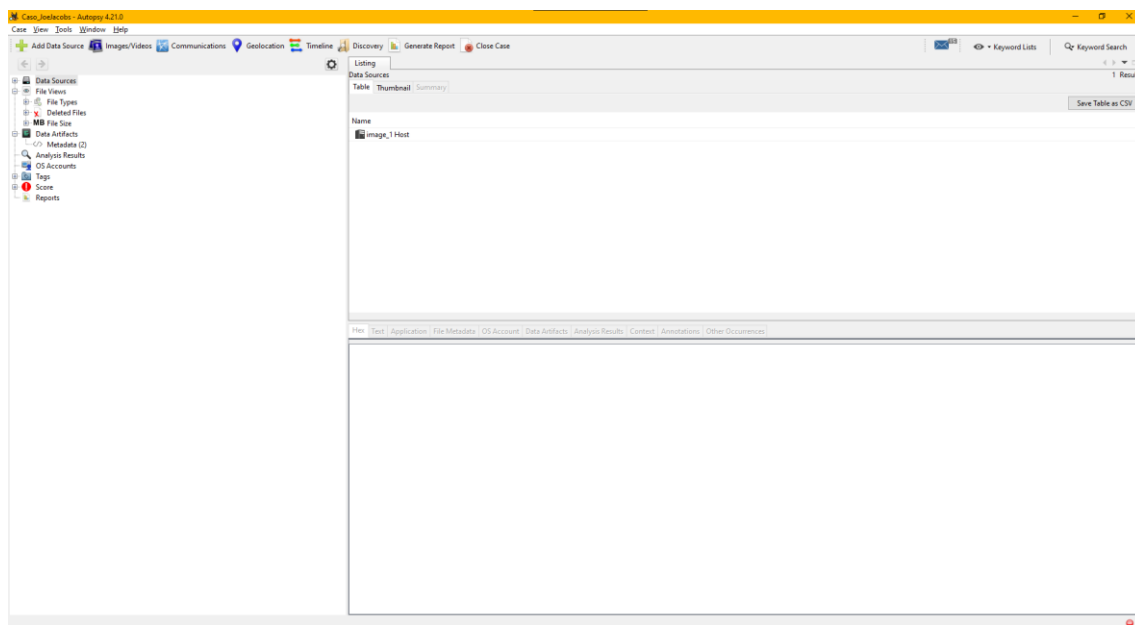 Caso_JoeJacobs - Autopsy 4.21.0
Case View Tools Window Help
Add Data Source Images/Videos Communications Geolocation Timeline Discovery Generate Report Close Case Keyword Lists Keyword Search
Listing
Data Sources
1 Resu
Table Thumbnail Summary
Save Table as CSV
Name
image_1 Host
Data Sources
File Views
File Types
Deleted Files
MB File Size
Data Artifacts
Metadata (2)
Analysis Results
OS Accounts
Tags
Score
Reports
Hex Text Application File Metadata OS Account Data Artifacts Analysis Results Context Annotations Other Occurrences